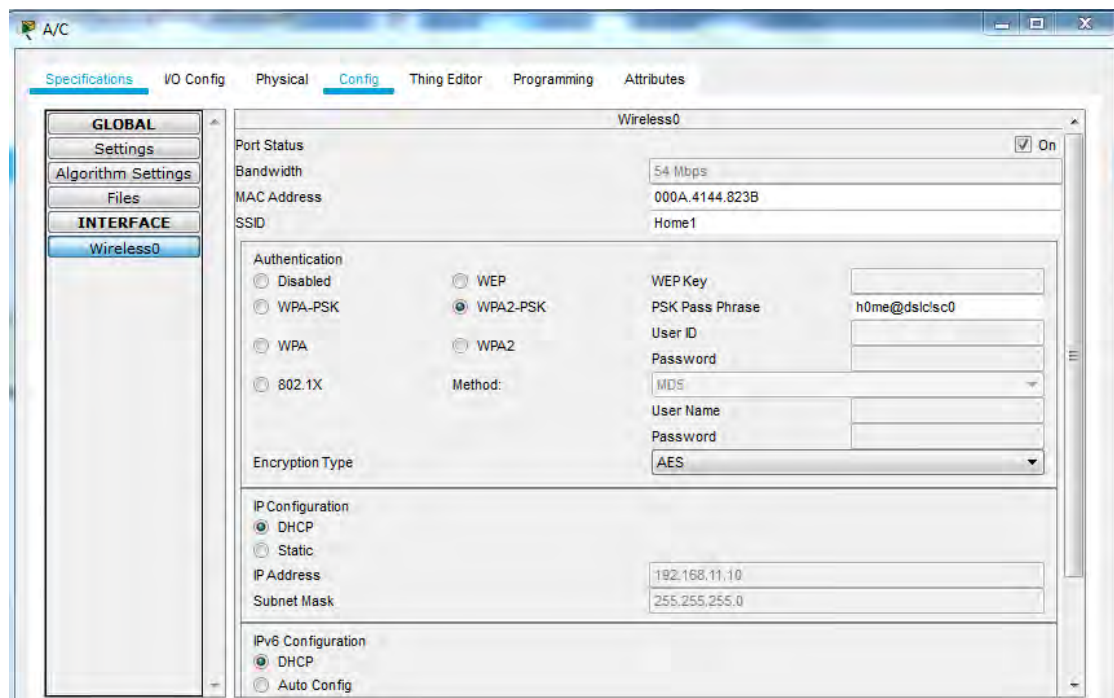 A/C
Specifications I/O Config Physical Config Thing Editor Programming Attributes
GLOBAL
Settings
Algorithm Settings
Files
INTERFACE
Wireless0
Wireless0
Port Status On
Bandwidth 54 Mbps
MAC Address 000A.4144.823B
SSID Home1
Authentication
Disabled WEP WEP Key
WPA-PSK WPA2-PSK PSK Pass Phrase h0me@dslc!sc0
User ID
WPA WPA2
Password
802.1X Method: MD5
User Name
Password
Encryption Type AES
IP Configuration
DHCP
Static
IP Address 192.168.11.10
Subnet Mask 255.255.255.0
IPv6 Configuration
DHCP
Auto Config